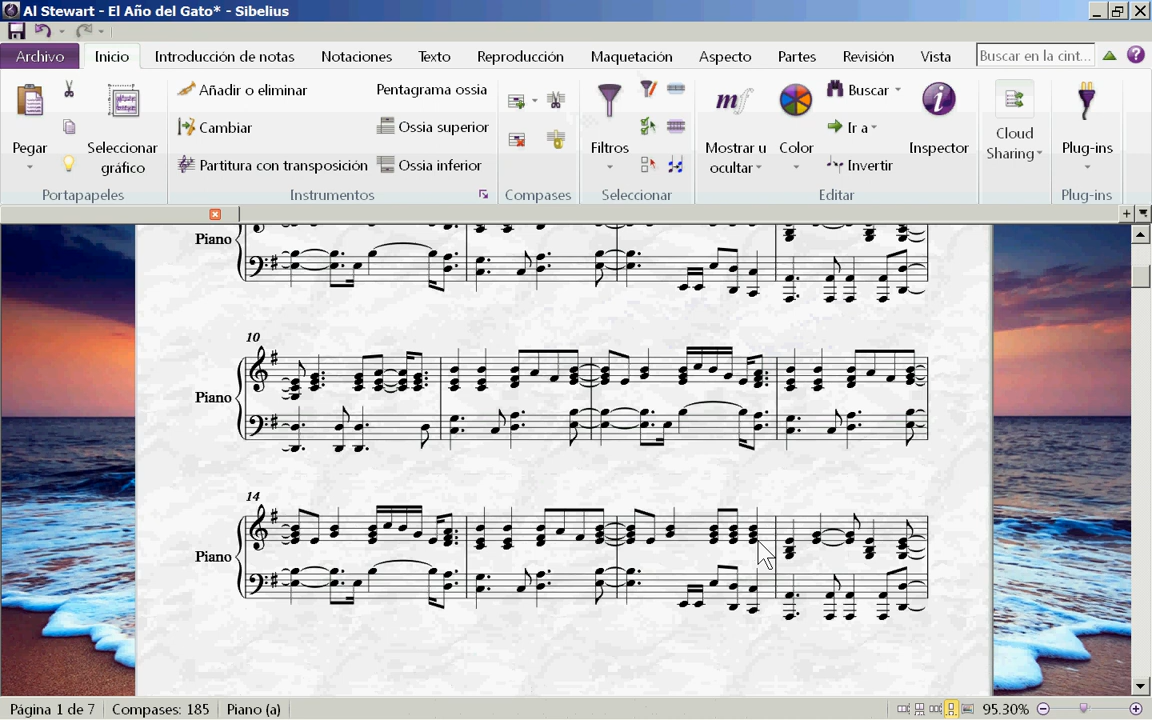 Al Stewart - El Año del Gato* - Sibelius
Archivo Inicio Introducción de notas Notaciones Texto Reproducción Maquetación Aspecto Partes Revisión Vista Buscar en la cint...
Pegar
Seleccionar gráfico
Portapapeles
Añadir o eliminar
Cambiar
Partitura con transposición
Pentagrama ossia
Ossia superior
Ossia inferior
Instrumentos
Compases
Filtros
Seleccionar
Mostrar u ocultar
Color
Buscar
Ir a
Invertir
Inspector
Editar
Cloud Sharing
Plug-ins
Plug-ins
Piano
10
Piano
14
Piano
Página 1 de 7 Compases: 185 Piano (a) 95.30%